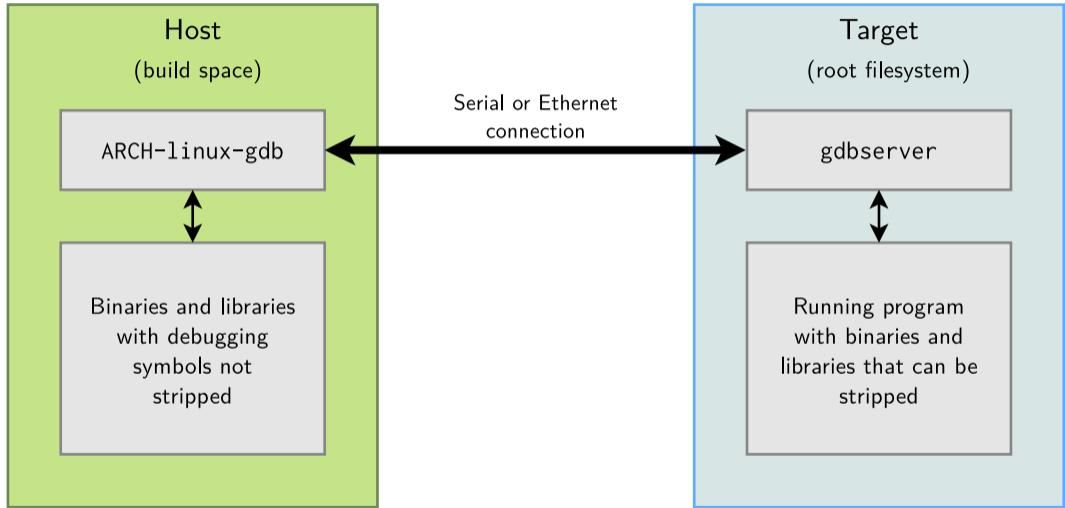 Host
(build space)
ARCH-linux-gdb
Binaries and libraries
with debugging
symbols not
stripped
Serial or Ethernet
connection
Target
(root filesystem)
gdbserver
Running program
with binaries and
libraries that can be
stripped